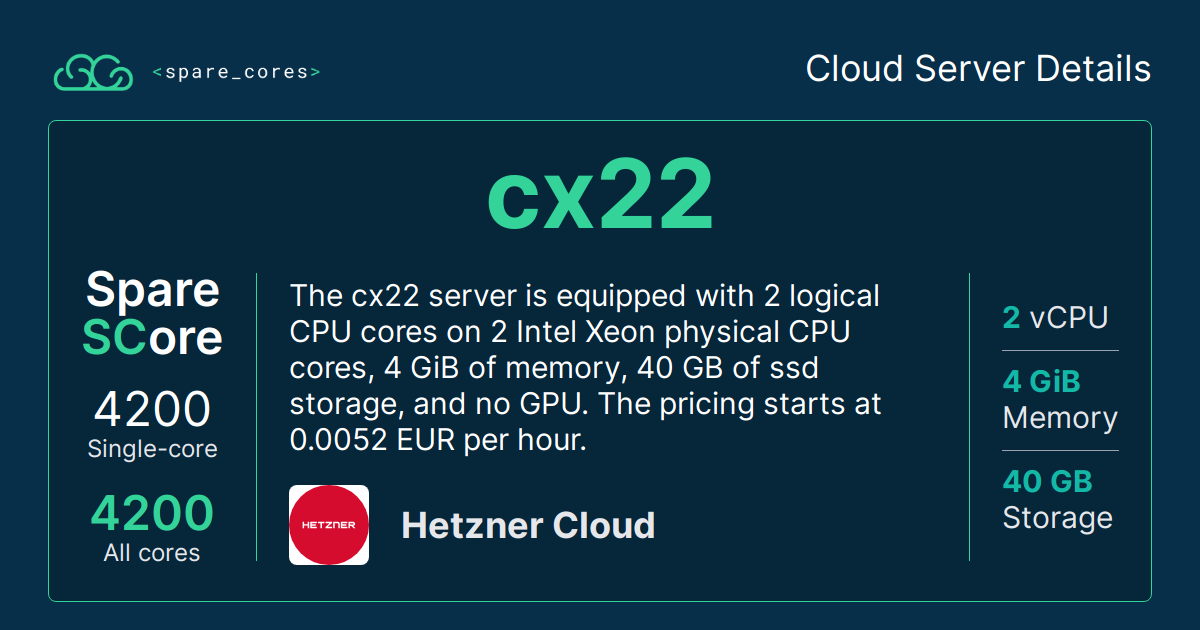 <spare_cores>
Cloud Server Details
cx22
Spare
SCore
4200
Single-core
4200
All cores
The cx22 server is equipped with 2 logical
CPU cores on 2 Intel Xeon physical CPU
cores, 4 GiB of memory, 40 GB of ssd
storage, and no GPU. The pricing starts at
0.0052 EUR per hour.
HETZNER
Hetzner Cloud
2 vCPU
4 GiB
Memory
40 GB
Storage